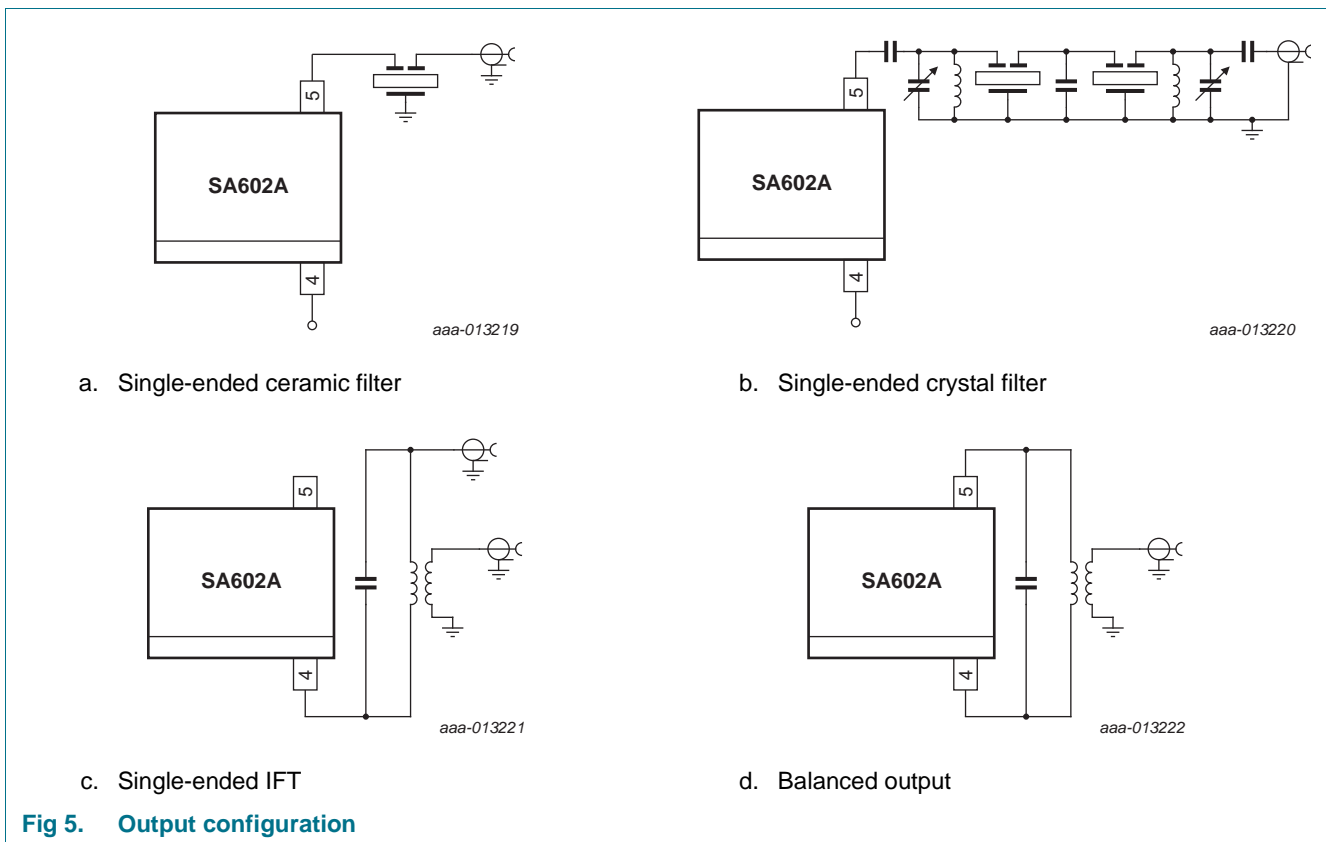 5
SA602A
4
aaa-013219
a. Single-ended ceramic filter
5
SA602A
4
aaa-013220
b. Single-ended crystal filter
5
SA602A
4
aaa-013221
c. Single-ended IFT
5
SA602A
4
aaa-013222
d. Balanced output
Fig 5. Output configuration